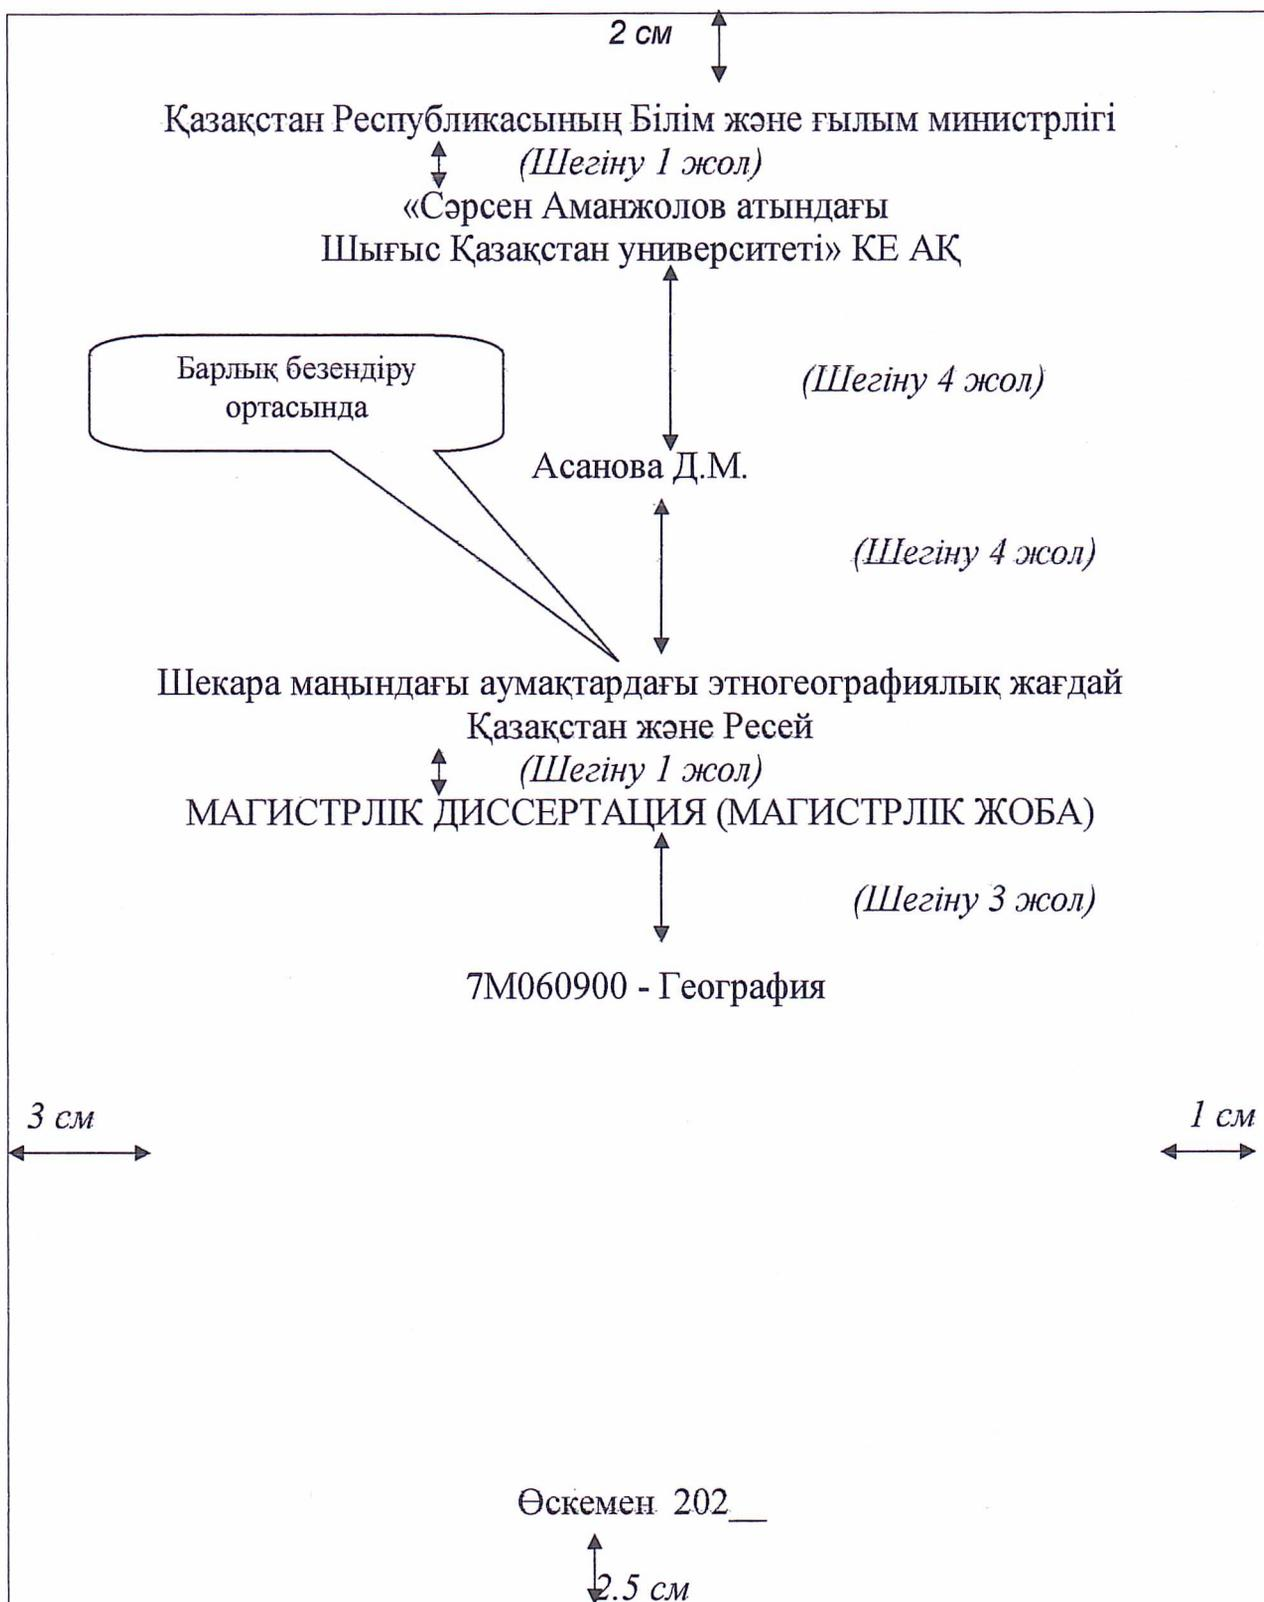 2 см
Қазақстан Республикасының Білім және ғылым министрлігі
(Шегіну 1 жол)
«Сәрсен Аманжолов атындағы
Шығыс Қазақстан университеті» КЕ АҚ
Барлық безендіру
ортасында
(Шегіну 4 жол)
Асанова Д.М.
(Шегіну 4 жол)
Шекара маңындағы аумақтардағы этногеографиялық жағдай
Қазақстан және Ресей
(Шегіну 1 жол)
МАГИСТРЛІК ДИССЕРТАЦИЯ (МАГИСТРЛІК ЖОБА)
(Шегіну 3 жол)
7М060900 - География
3 см
1 см
Өскемен 202__
2.5 см